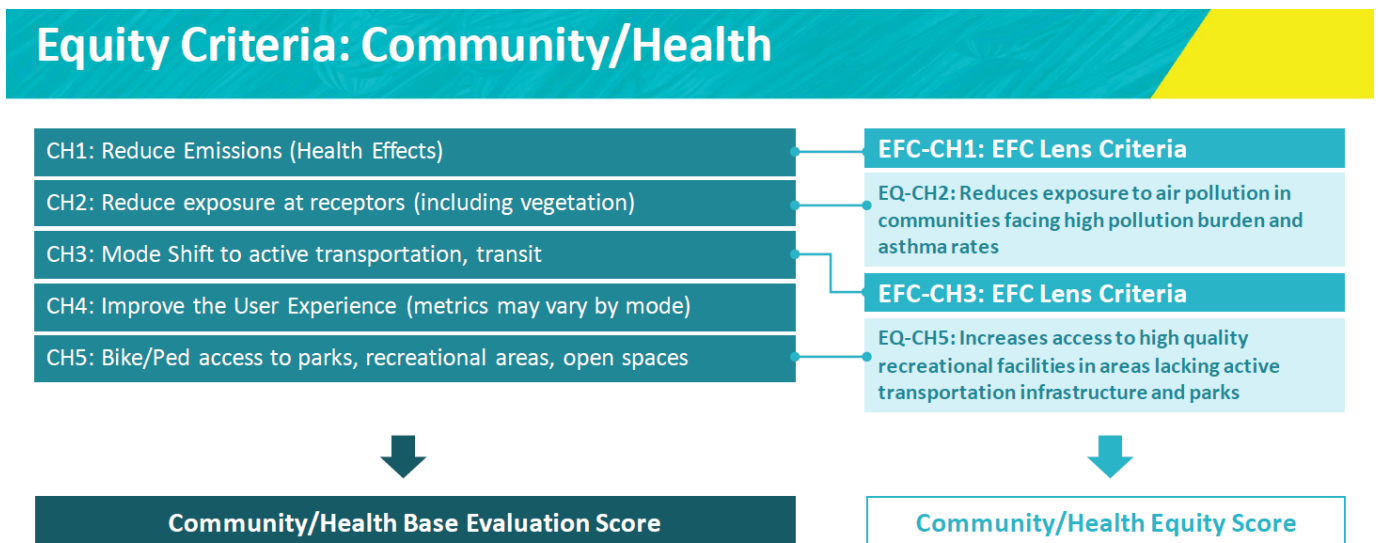 Equity Criteria: Community/Health
CH1: Reduce Emissions (Health Effects)
CH2: Reduce exposure at receptors (including vegetation)
CH3: Mode Shift to active transportation, transit
CH4: Improve the User Experience (metrics may vary by mode)
CH5: Bike/Ped access to parks, recreational areas, open spaces
Community/Health Base Evaluation Score
EFC-CH1: EFC Lens Criteria
EQ-CH2: Reduces exposure to air pollution in
communities facing high pollution burden and
asthma rates
EFC-CH3: EFC Lens Criteria
EQ-CH5: Increases access to high quality
recreational facilities in areas lacking active
transportation infrastructure and parks
Community/Health Equity Score